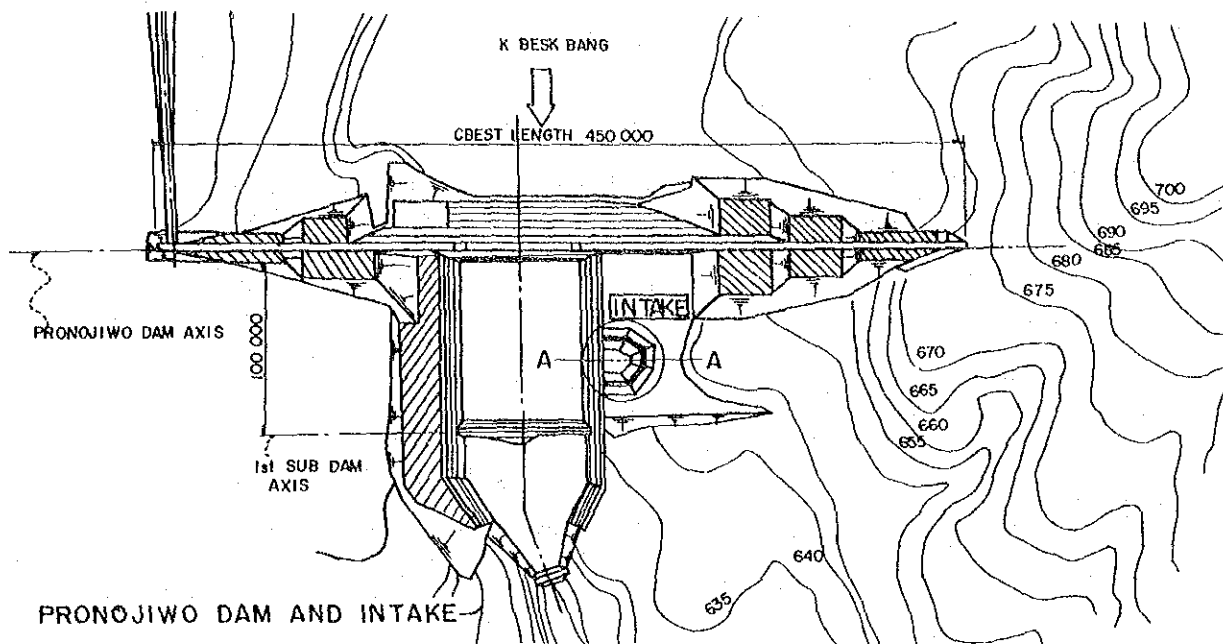 K BESK BANG
CBEST LENGTH 450 000
700
695
690
685
680
675
INTAKE
PRONOJIWO DAM AXIS
100 000
A A
670
665
660
655
1st SUB DAM
AXIS
640
635
PRONOJIWO DAM AND INTAKE